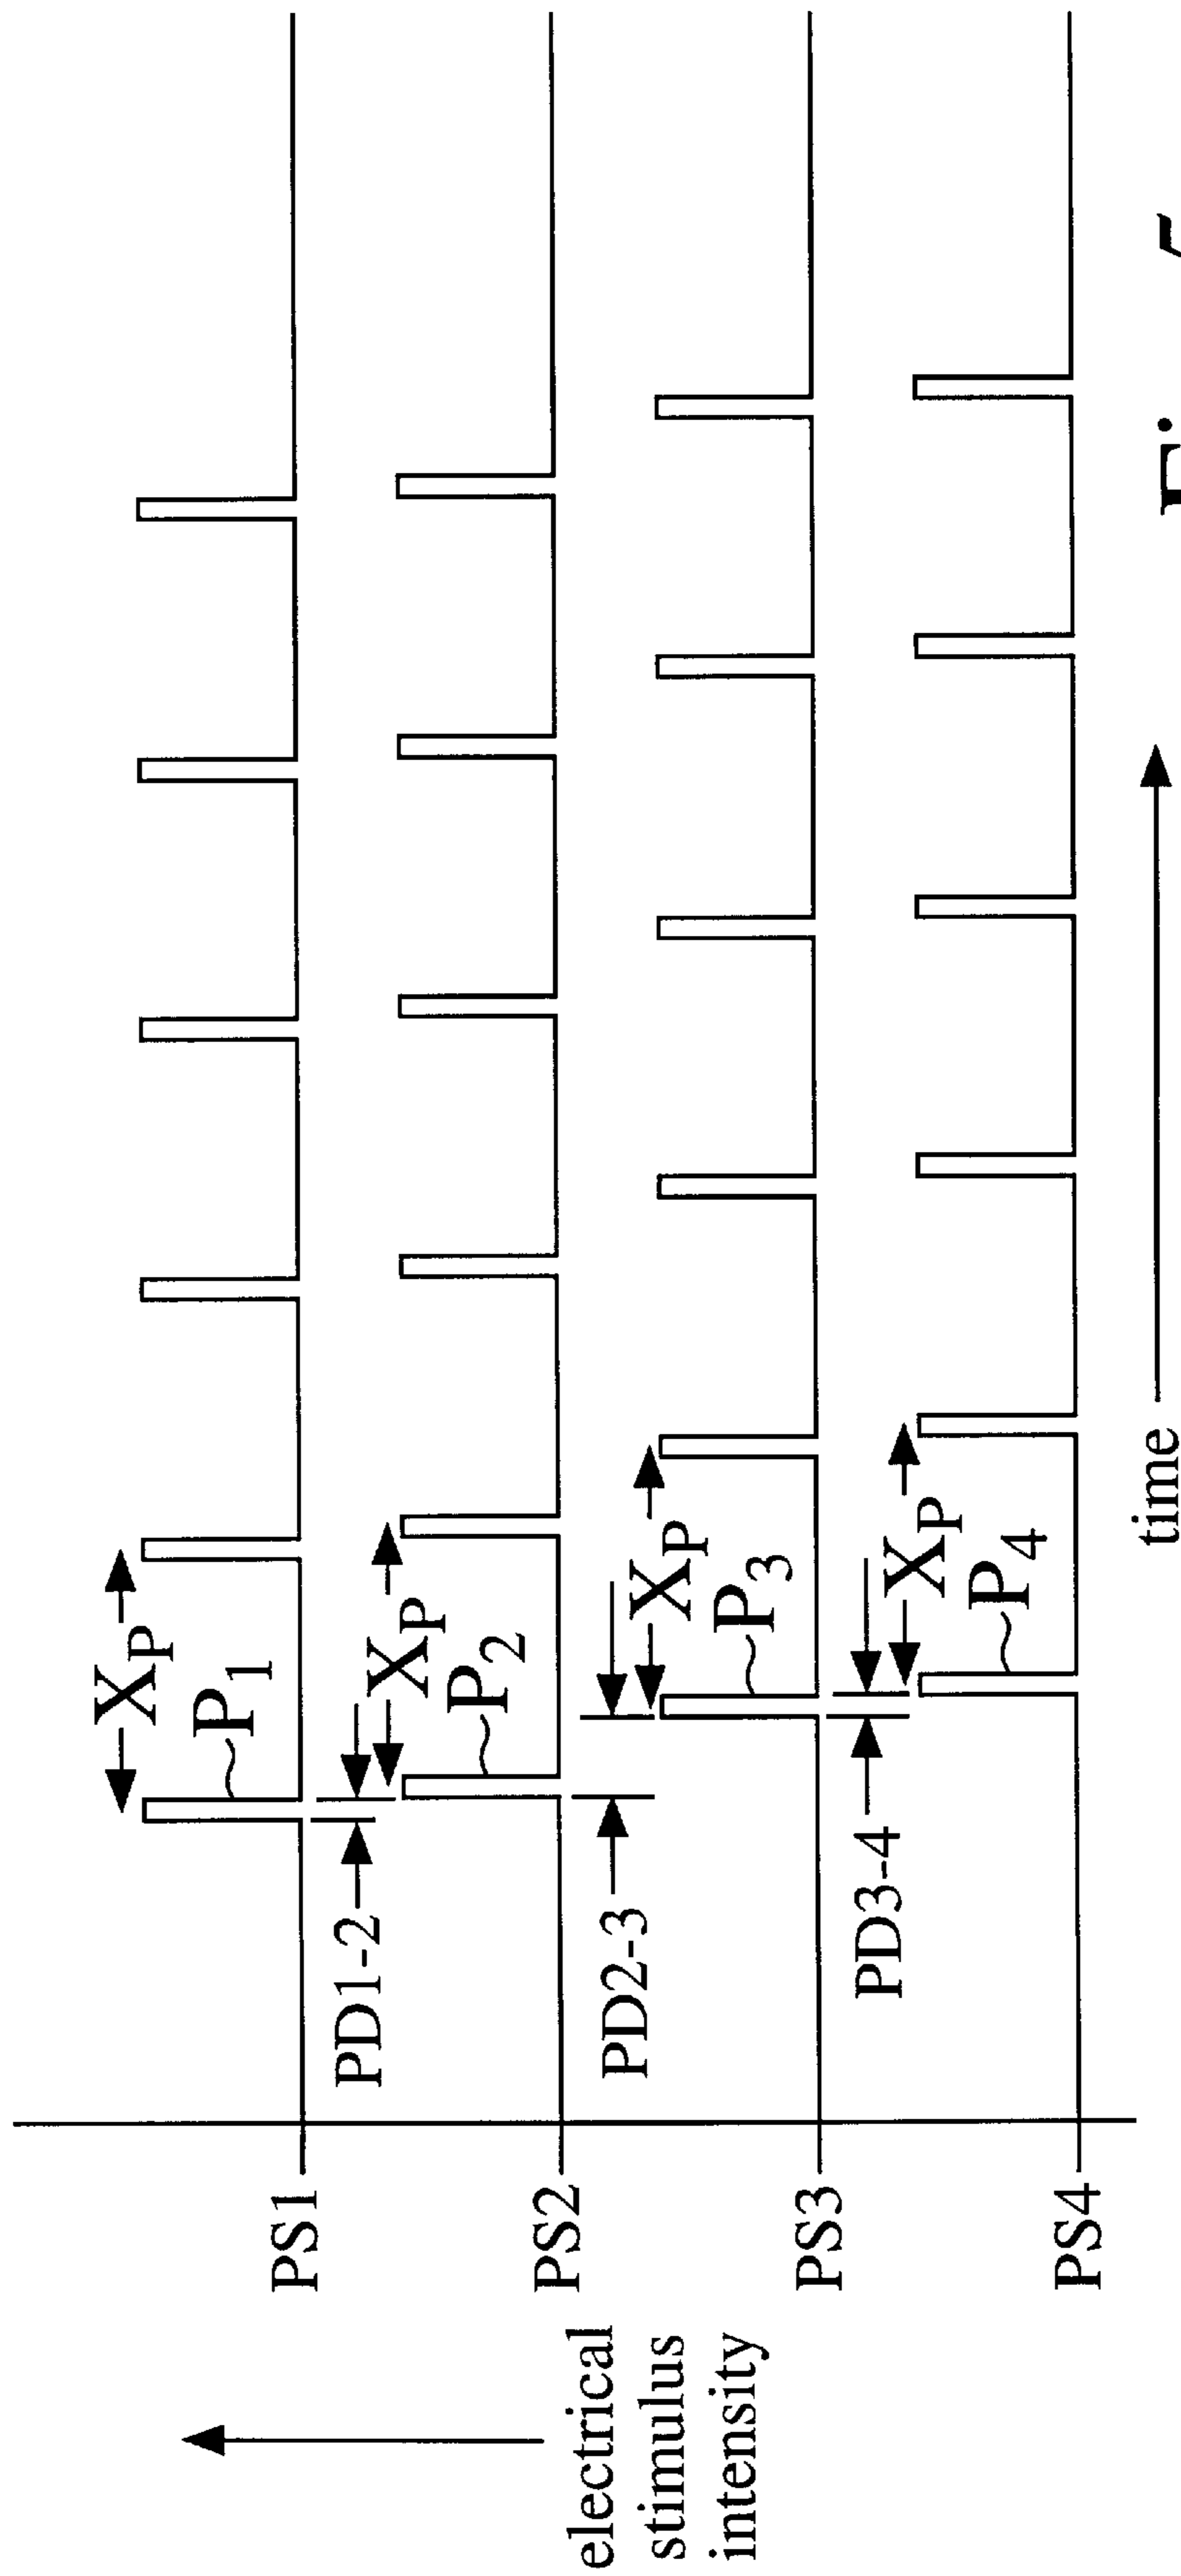 electrical
stimulus
intensity
PS1
X_P
P_1
PD1-2
PS2
X_P
P_2
PD2-3
PS3
X_P
P_3
PD3-4
PS4
X_P
P_4
time